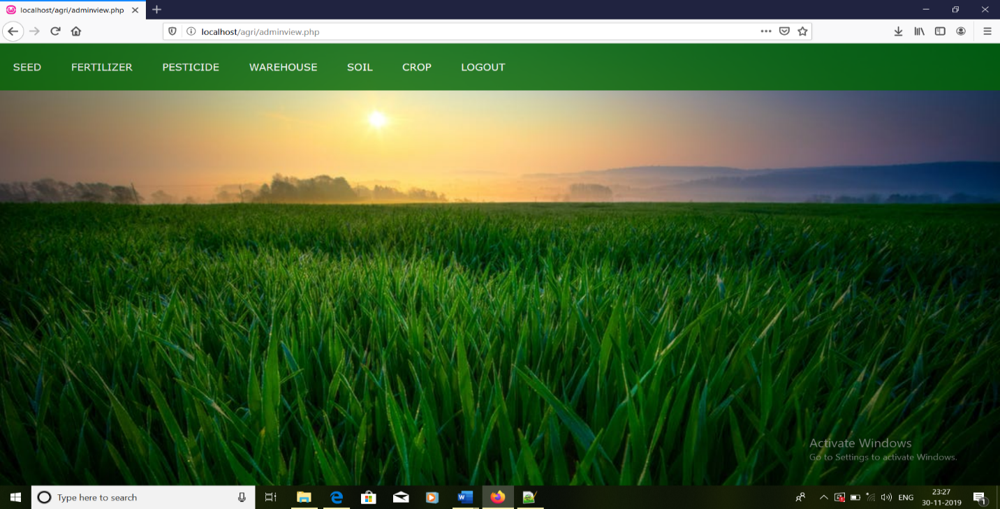 localhost/agri/adminview.php
localhost/agri/adminview.php
SEED FERTILIZER PESTICIDE WAREHOUSE SOIL CROP LOGOUT
Activate Windows
Go to Settings to activate Windows.
Type here to search
ENG
23:27
30-11-2019
1